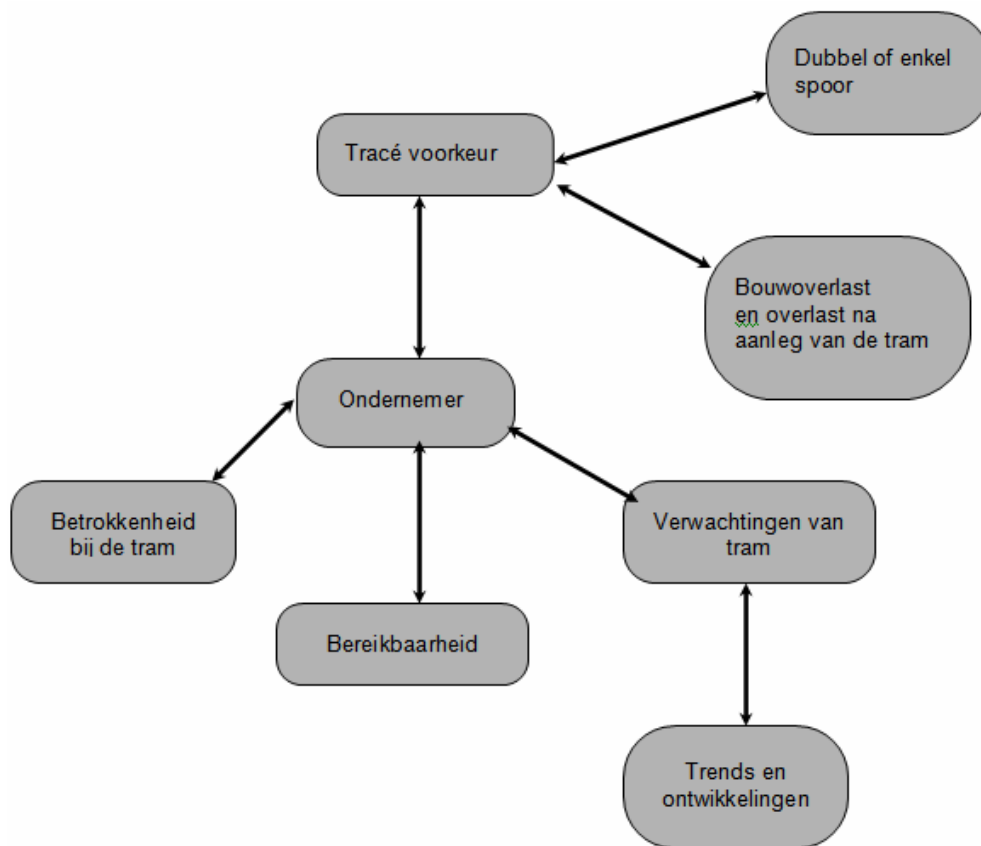 Dubbel of enkel
spoor
Tracé voorkeur
Bouwoverlast
en overlast na
aanleg van de tram
Ondernemer
Betrokkenheid
bij de tram
Verwachtingen van
tram
Bereikbaarheid
Trends en
ontwikkelingen